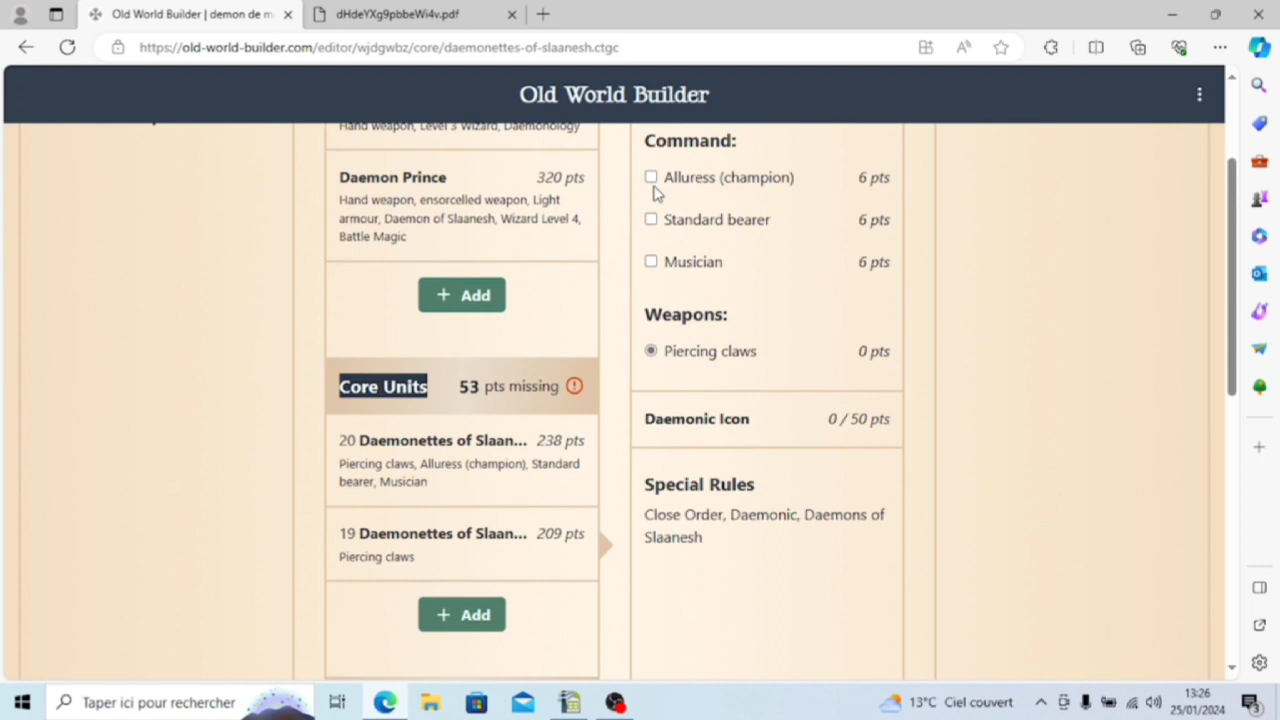 Old World Builder | demon de m
dHdeYXg9pbbeWi4v.pdf
https://old-world-builder.com/editor/wjdgwbz/core/daemonettes-of-slaanesh.ctgc
Old World Builder
Hand weapon, Level 3 Wizard, Daemonology
Daemon Prince 320 pts
Hand weapon, ensorcelled weapon, Light
armour, Daemon of Slaanesh, Wizard Level 4,
Battle Magic
+ Add
Core Units 53 pts missing
20 Daemonettes of Slaan... 238 pts
Piercing claws, Alluress (champion), Standard
bearer, Musician
19 Daemonettes of Slaan... 209 pts
Piercing claws
+ Add
Command:
Alluress (champion) 6 pts
Standard bearer 6 pts
Musician 6 pts
Weapons:
Piercing claws 0 pts
Daemonic Icon 0 / 50 pts
Special Rules
Close Order, Daemonic, Daemons of
Slaanesh
Taper ici pour rechercher
13°C Ciel couvert
13:26
25/01/2024